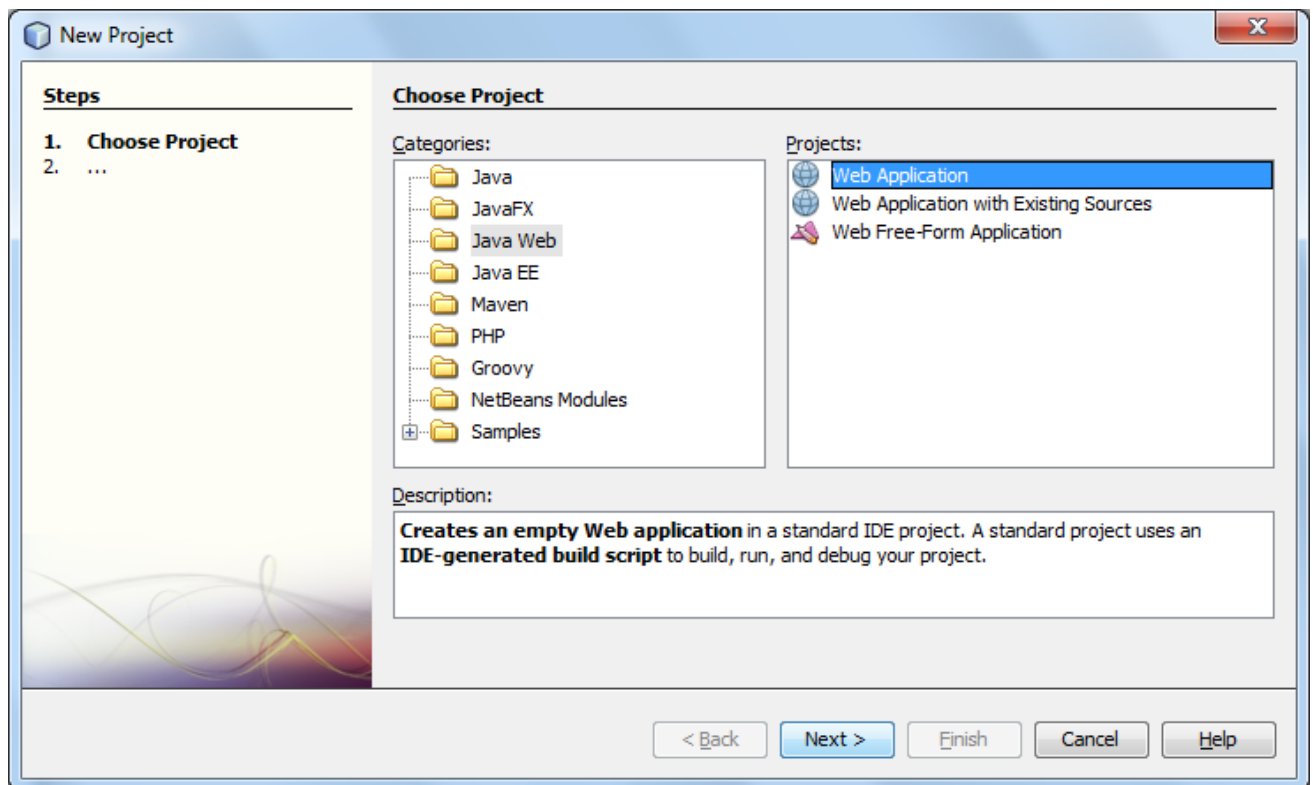 New Project
Steps
1. Choose Project
2. ...
Choose Project
Categories:
Java
JavaFX
Java Web
Java EE
Maven
PHP
Groovy
NetBeans Modules
Samples
Projects:
Web Application
Web Application with Existing Sources
Web Free-Form Application
Description:
Creates an empty Web application in a standard IDE project. A standard project uses an
IDE-generated build script to build, run, and debug your project.
< Back
Next >
Finish
Cancel
Help